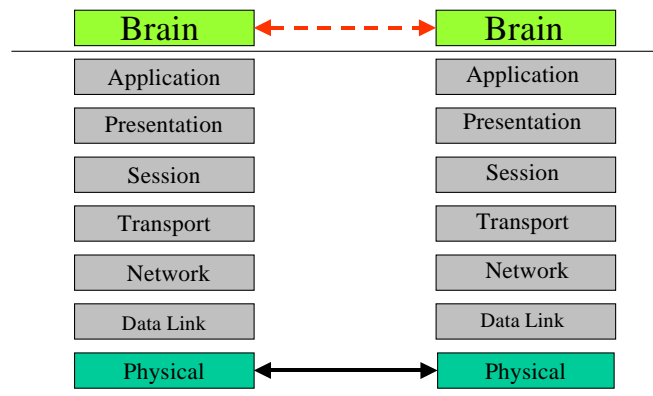 Brain Brain
Application Application
Presentation Presentation
Session Session
Transport Transport
Network Network
Data Link Data Link
Physical Physical